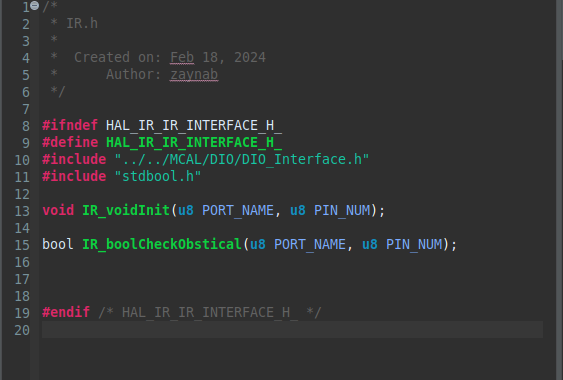 1 /*
2 * IR.h
3 *
4 * Created on: Feb 18, 2024
5 * Author: zaynab
6 */
7
8 #ifndef HAL_IR_IR_INTERFACE_H_
9 #define HAL_IR_IR_INTERFACE_H_
10 #include "../../MCAL/DIO/DIO_Interface.h"
11 #include "stdbool.h"
12
13 void IR_voidInit(u8 PORT_NAME, u8 PIN_NUM);
14
15 bool IR_boolCheckObstical(u8 PORT_NAME, u8 PIN_NUM);
16
17
18
19 #endif /* HAL_IR_IR_INTERFACE_H_ */
20